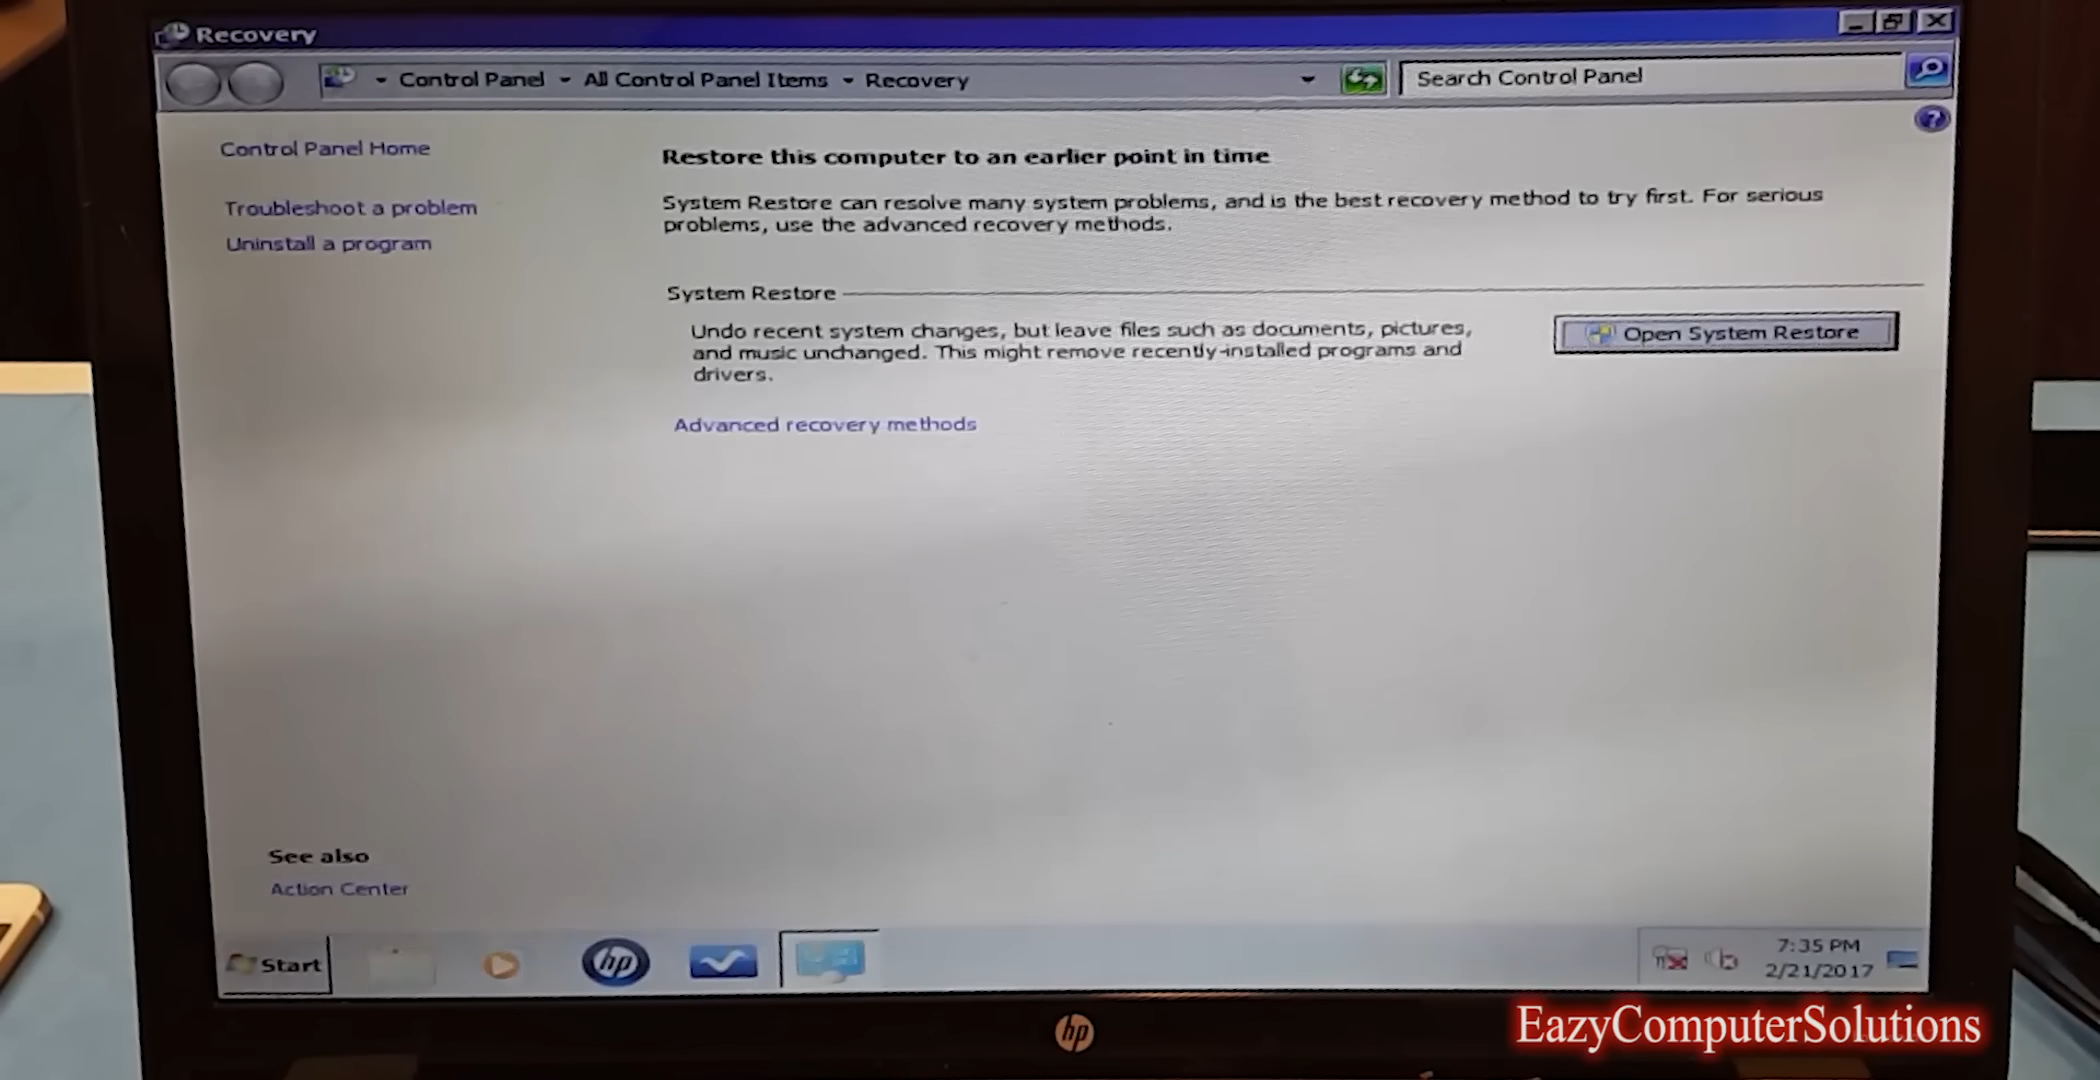 Recovery
Control Panel All Control Panel Items Recovery
Search Control Panel
?
Control Panel Home
Troubleshoot a problem
Uninstall a program
Restore this computer to an earlier point in time
System Restore can resolve many system problems, and is the best recovery method to try first. For serious
problems, use the advanced recovery methods.
System Restore
Undo recent system changes, but leave files such as documents, pictures,
and music unchanged. This might remove recently-installed programs and
drivers.
Open System Restore
Advanced recovery methods
See also
Action Center
Start
hp
7:35 PM
2/21/2017
hp
EazyComputerSolutions